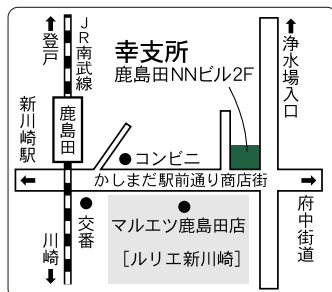 登戸
JR南武線
鹿島田
新川崎駅
川崎
交番
幸支所
鹿島田NNビル2F
コンビニ
かしまだ駅前通り商店街
マルエツ鹿島田店
［ルリエ新川崎］
浄水場入口
府中街道